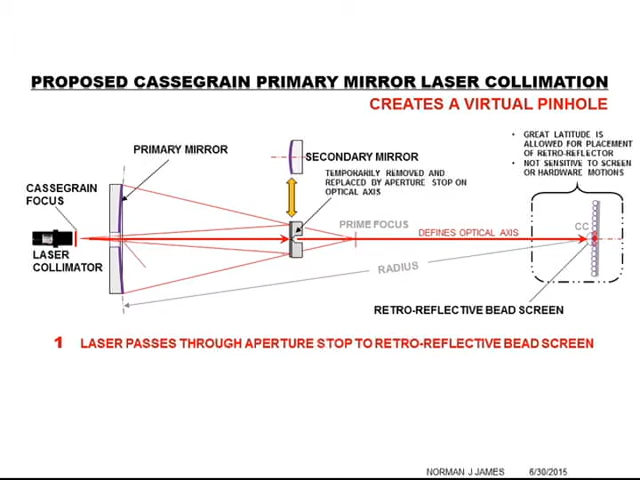 PROPOSED CASSEGRAIN PRIMARY MIRROR LASER COLLIMATION
CREATES A VIRTUAL PINHOLE
• GREAT LATITUDE IS
ALLOWED FOR PLACEMENT
OF RETRO-REFLECTOR
• NOT SENSITIVE TO SCREEN
OR HARDWARE MOTIONS
PRIMARY MIRROR
SECONDARY MIRROR
TEMPORARILY REMOVED AND
REPLACED BY APERTURE STOP ON
OPTICAL AXIS
CASSEGRAIN
FOCUS
PRIME FOCUS
DEFINES OPTICAL AXIS
CC
LASER
COLLIMATOR
RADIUS
RETRO-REFLECTIVE BEAD SCREEN
1 LASER PASSES THROUGH APERTURE STOP TO RETRO-REFLECTIVE BEAD SCREEN
NORMAN J JAMES 6/30/2015